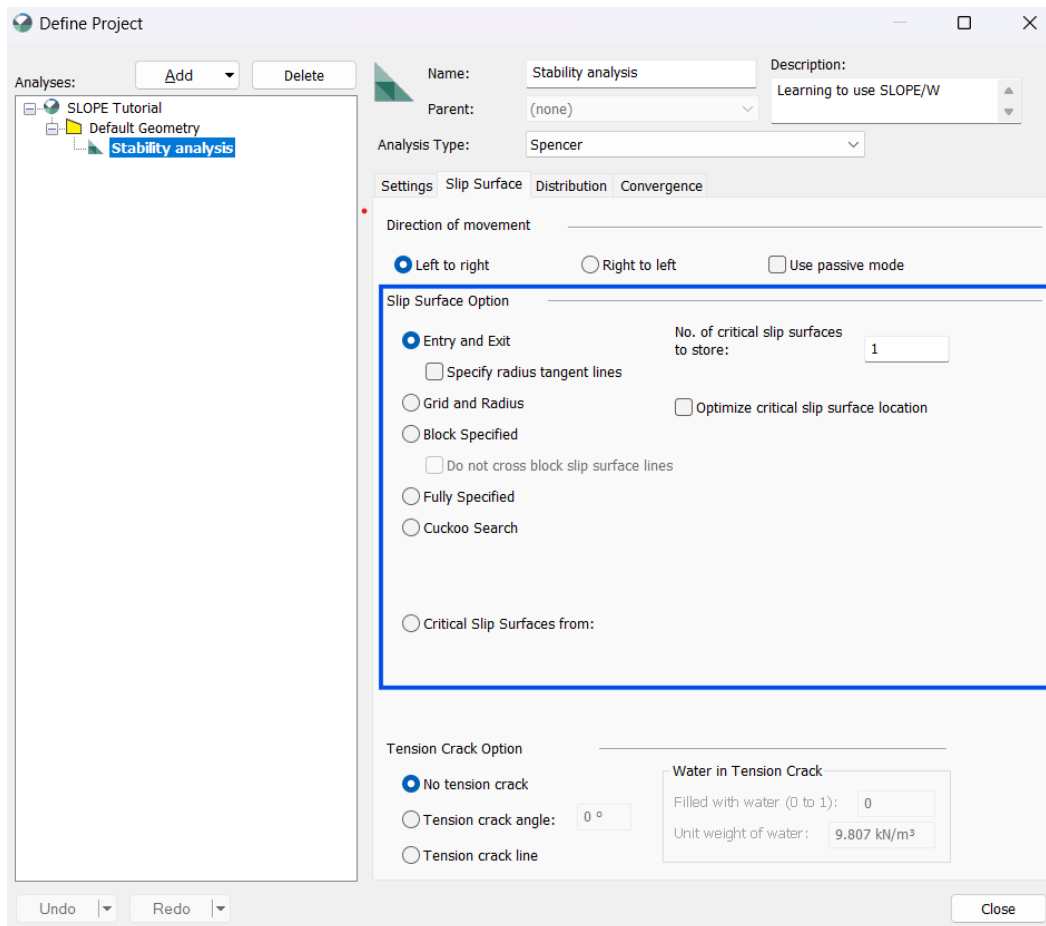 Define Project
Analyses:
Add
Delete
SLOPE Tutorial
Default Geometry
Stability analysis
Name:
Stability analysis
Description:
Learning to use SLOPE/W
Parent:
(none)
Analysis Type:
Spencer
Settings
Slip Surface
Distribution
Convergence
Direction of movement
Left to right
Right to left
Use passive mode
Slip Surface Option
Entry and Exit
No. of critical slip surfaces
to store:
1
Specify radius tangent lines
Grid and Radius
Optimize critical slip surface location
Block Specified
Do not cross block slip surface lines
Fully Specified
Cuckoo Search
Critical Slip Surfaces from:
Tension Crack Option
No tension crack
Tension crack angle:
0 °
Tension crack line
Water in Tension Crack
Filled with water (0 to 1):
0
Unit weight of water:
9.807 kN/m³
Undo
Redo
Close